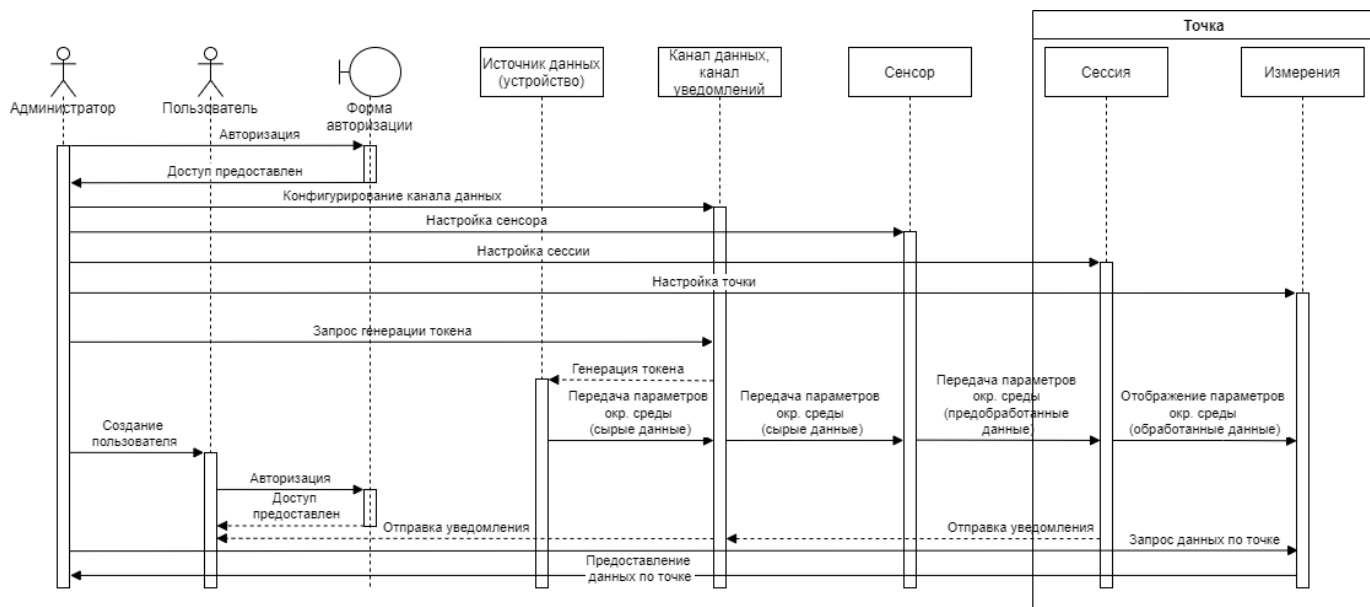 Точка
Администратор
Пользователь
Форма
авторизации
Источник данных
(устройство)
Канал данных,
канал
уведомлений
Сенсор
Сессия
Измерения
Авторизация
Доступ предоставлен
Конфигурирование канала данных
Настройка сенсора
Настройка сессии
Настройка точки
Запрос генерации токена
Генерация токена
Передача параметров
окр. среды
(сырые данные)
Передача параметров
окр. среды
(сырые данные)
Передача параметров
окр. среды
(предобработанные
данные)
Отображение параметров
окр. среды
(обработанные данные)
Создание
пользователя
Авторизация
Доступ
предоставлен
Отправка уведомления
Отправка уведомления
Запрос данных по точке
Предоставление
данных по точке